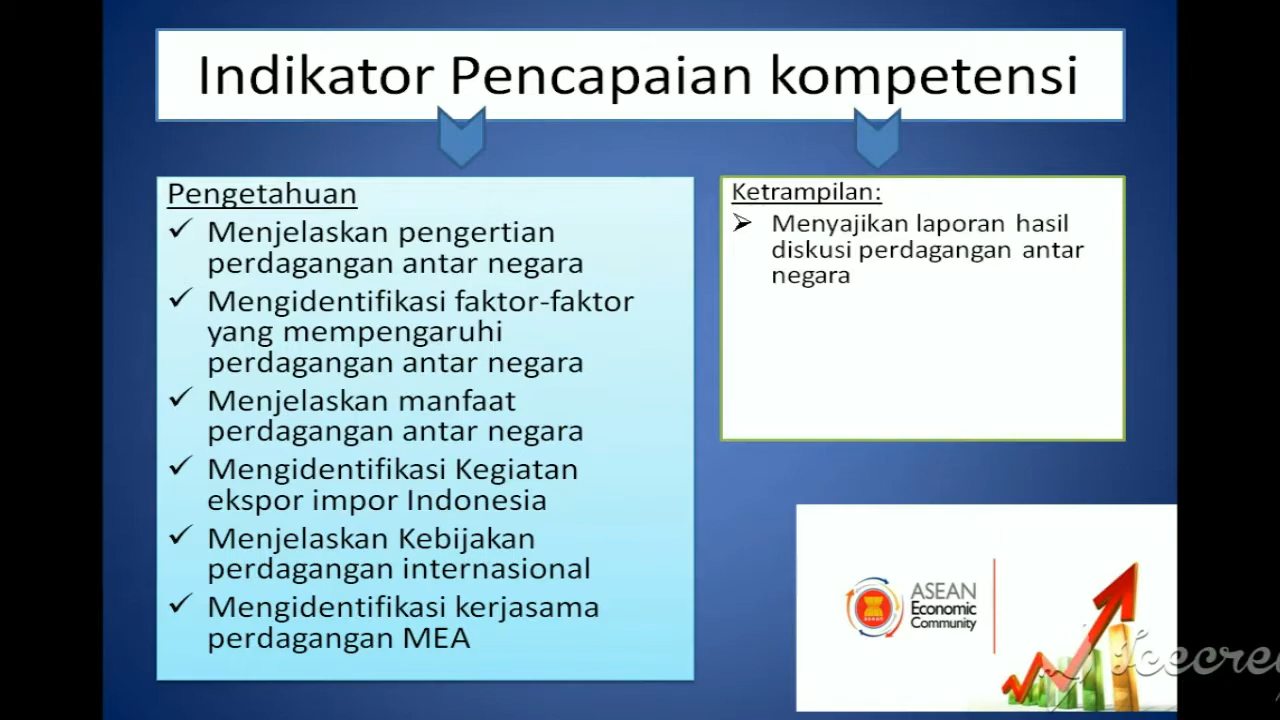 Indikator Pencapaian kompetensi
Pengetahuan
Menjelaskan pengertian
perdagangan antar negara
Mengidentifikasi faktor-faktor
yang mempengaruhi
perdagangan antar negara
Menjelaskan manfaat
perdagangan antar negara
Mengidentifikasi Kegiatan
ekspor impor Indonesia
Menjelaskan Kebijakan
perdagangan internasional
Mengidentifikasi kerjasama
perdagangan MEA
Ketrampilan:
Menyajikan laporan hasil
diskusi perdagangan antar
negara
ASEAN
Economic
Community